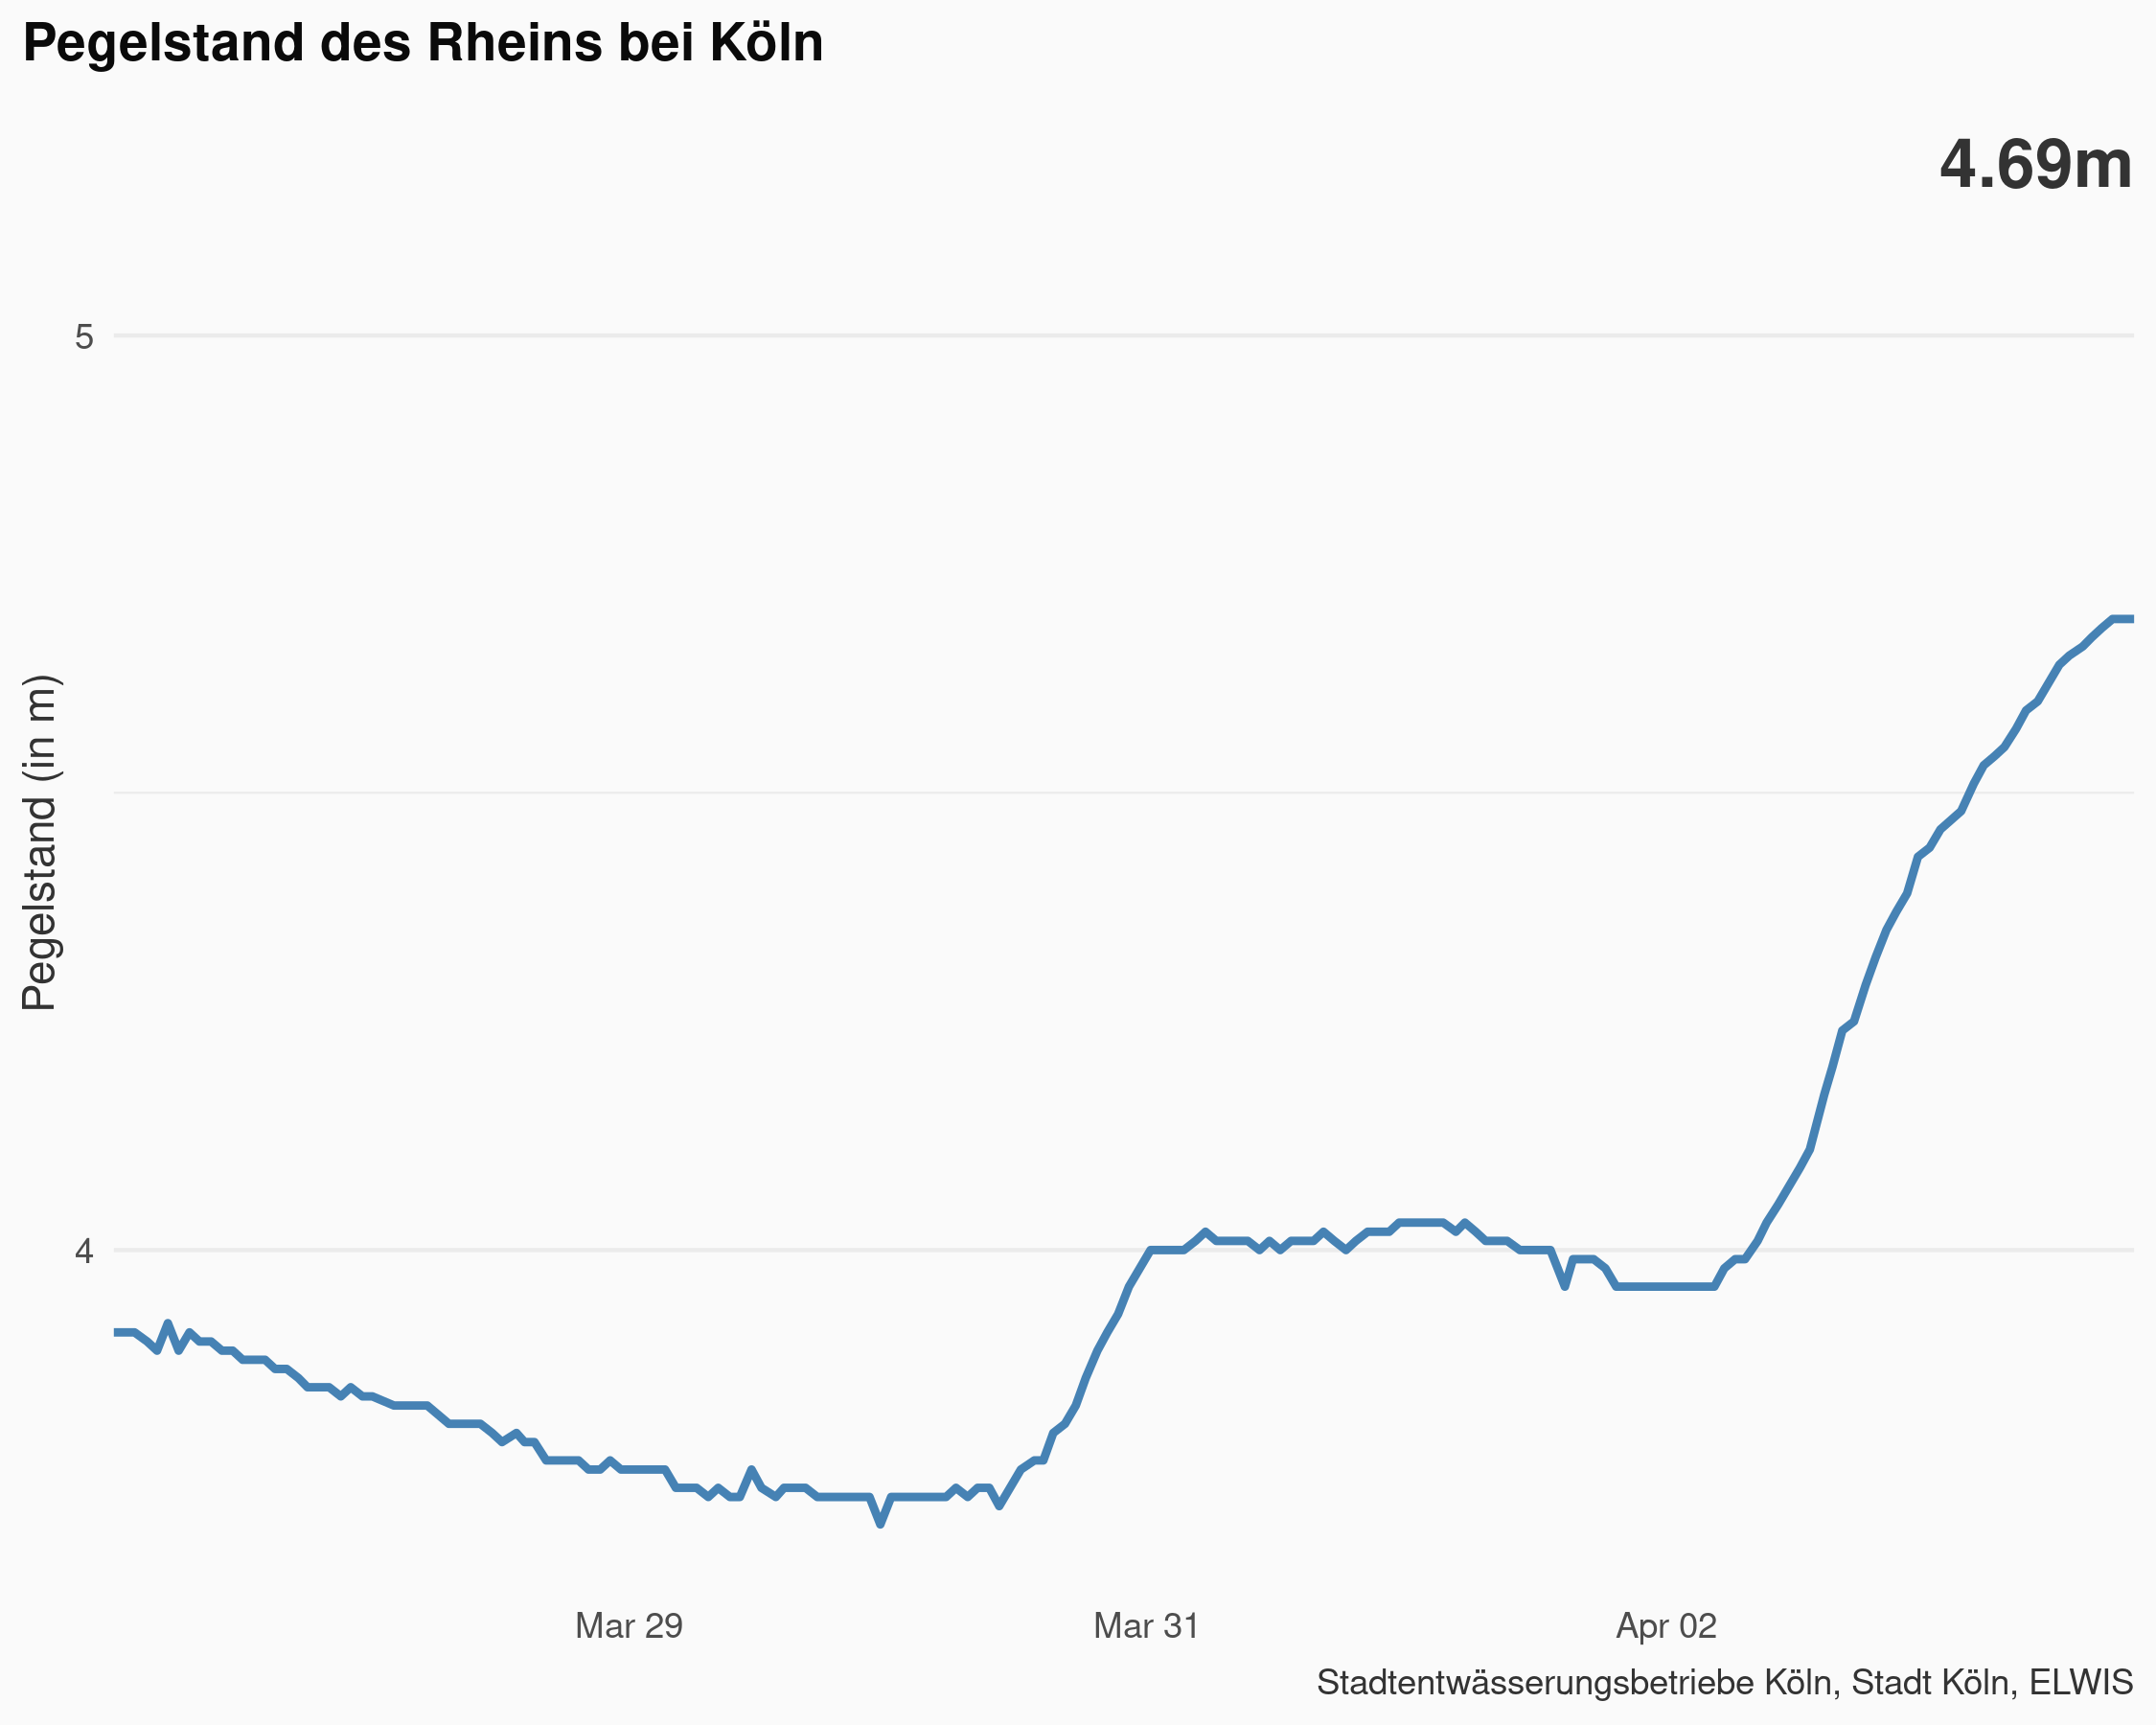 Pegelstand des Rheins bei Köln
4.69m
5
Pegelstand (in m)
4
Mar 29
Mar 31
Apr 02
Stadtentwässerungsbetriebe Köln, Stadt Köln, ELWIS